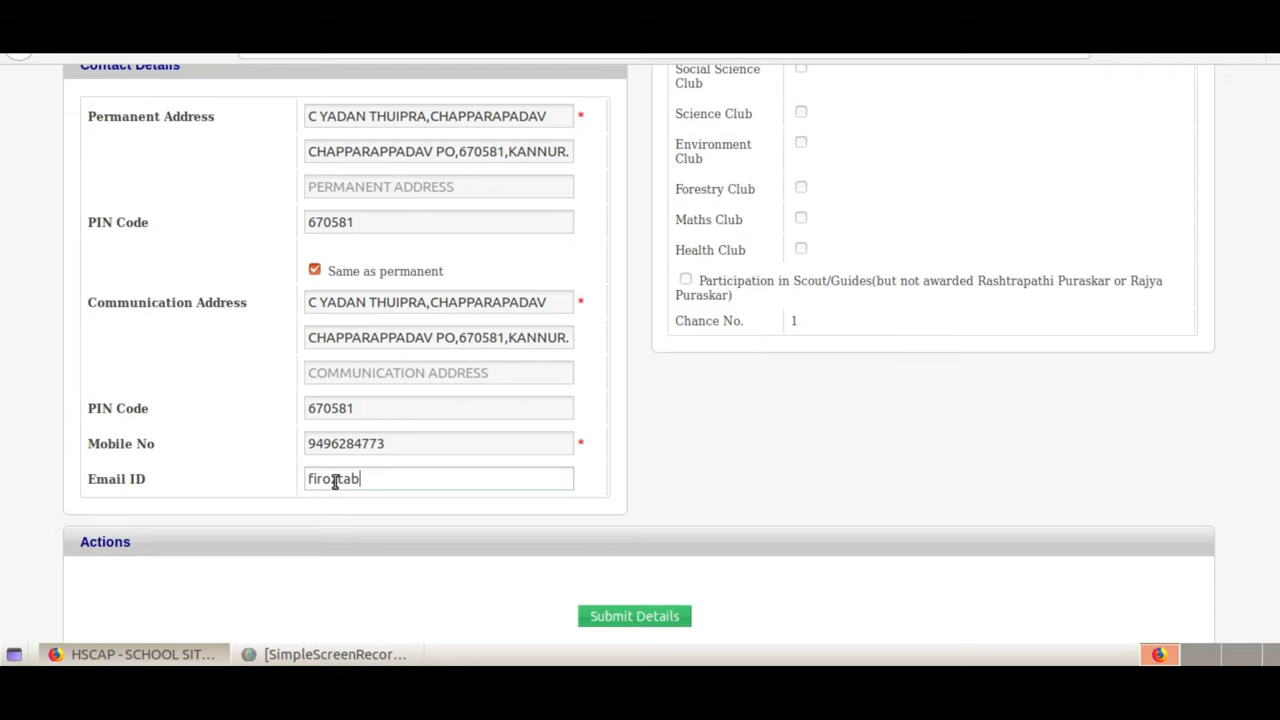 Contact Details
Permanent Address
C YADAN THUIPRA,CHAPPARAPADAV *
CHAPPARAPPADAV PO,670581,KANNUR.
PERMANENT ADDRESS
PIN Code
670581
Same as permanent
Communication Address
C YADAN THUIPRA,CHAPPARAPADAV *
CHAPPARAPPADAV PO,670581,KANNUR.
COMMUNICATION ADDRESS
PIN Code
670581
Mobile No
9496284773 *
Email ID
Social Science
Club
Science Club
Environment
Club
Forestry Club
Maths Club
Health Club
Participation in Scout/Guides(but not awarded Rashtrapathi Puraskar or Rajya
Puraskar)
Chance No.
1
Actions
Submit Details
HSCAP - SCHOOL SIT...
[SimpleScreenRecor...